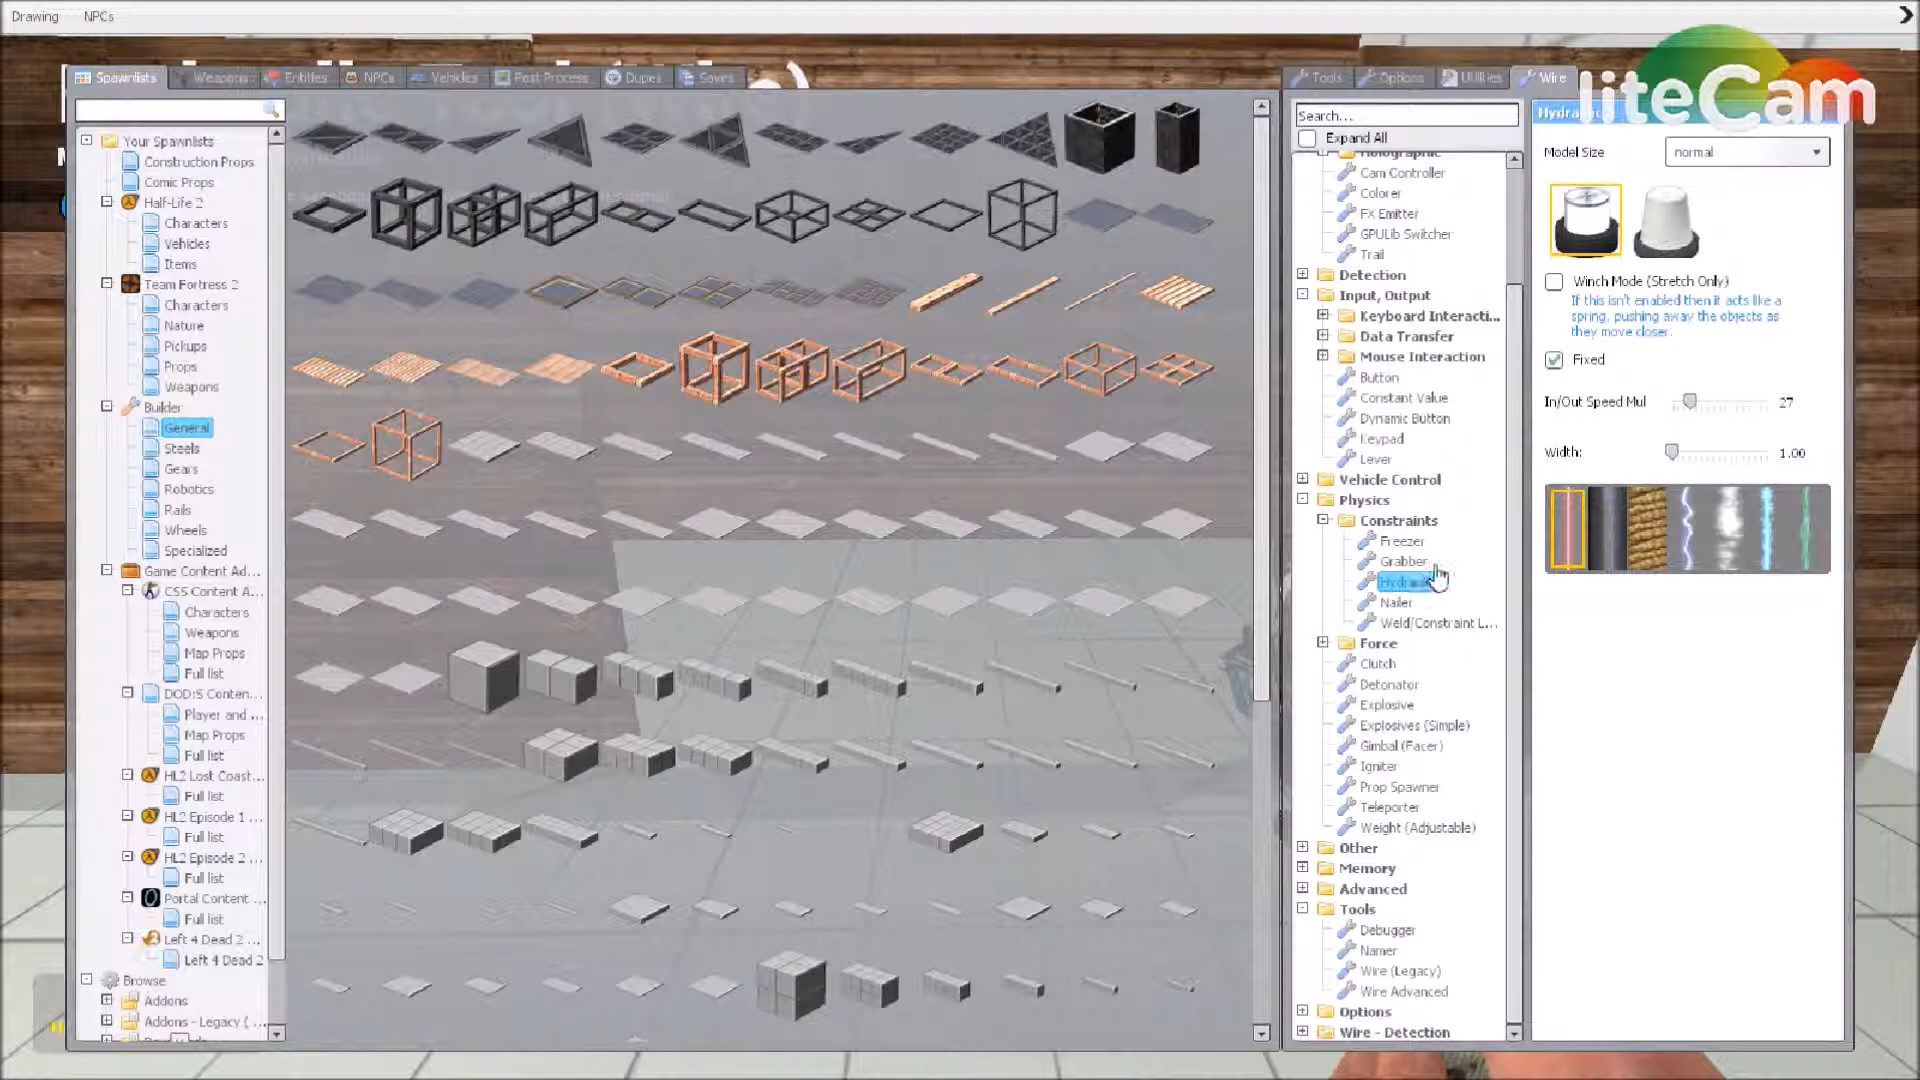 Drawing NPCs
Spawnlists Weapons Entities NPCs Vehicles Post Process Dupes Saves
Your Spawnlists
Construction Props
Comic Props
Half-Life 2
Characters
Vehicles
Items
Team Fortress 2
Characters
Nature
Pickups
Props
Weapons
Builder
General
Steels
Gears
Robotics
Rails
Wheels
Specialized
Game Content Ad...
CSS Content A...
Characters
Weapons
Map Props
Full list
DOD:S Conten...
Player and ...
Map Props
Full list
HL2 Lost Coast...
Full list
HL2 Episode 1 ...
Full list
HL2 Episode 2 ...
Full list
Portal Content ...
Full list
Left 4 Dead 2 ...
Left 4 Dead 2
Browse
Addons
Addons - Legacy ( ...
Tools Options Utilities Wire
Search...
Expand All
Holographic
Cam Controller
Colorer
FX Emitter
GPULib Switcher
Trail
Detection
Input, Output
Keyboard Interacti...
Data Transfer
Mouse Interaction
Button
Constant Value
Dynamic Button
Keypad
Lever
Vehicle Control
Physics
Constraints
Freezer
Grabber
Nailer
Weld/Constraint L...
Force
Clutch
Detonator
Explosive
Explosives (Simple)
Gimbal (Facer)
Igniter
Prop Spawner
Teleporter
Weight (Adjustable)
Other
Memory
Advanced
Tools
Debugger
Namer
Wire (Legacy)
Wire Advanced
Options
Wire - Detection
liteCam
Model Size normal
Winch Mode (Stretch Only)
If this isn't enabled then it acts like a
spring, pushing away the objects as
they move closer.
Fixed
In/Out Speed Mul 27
Width: 1.00